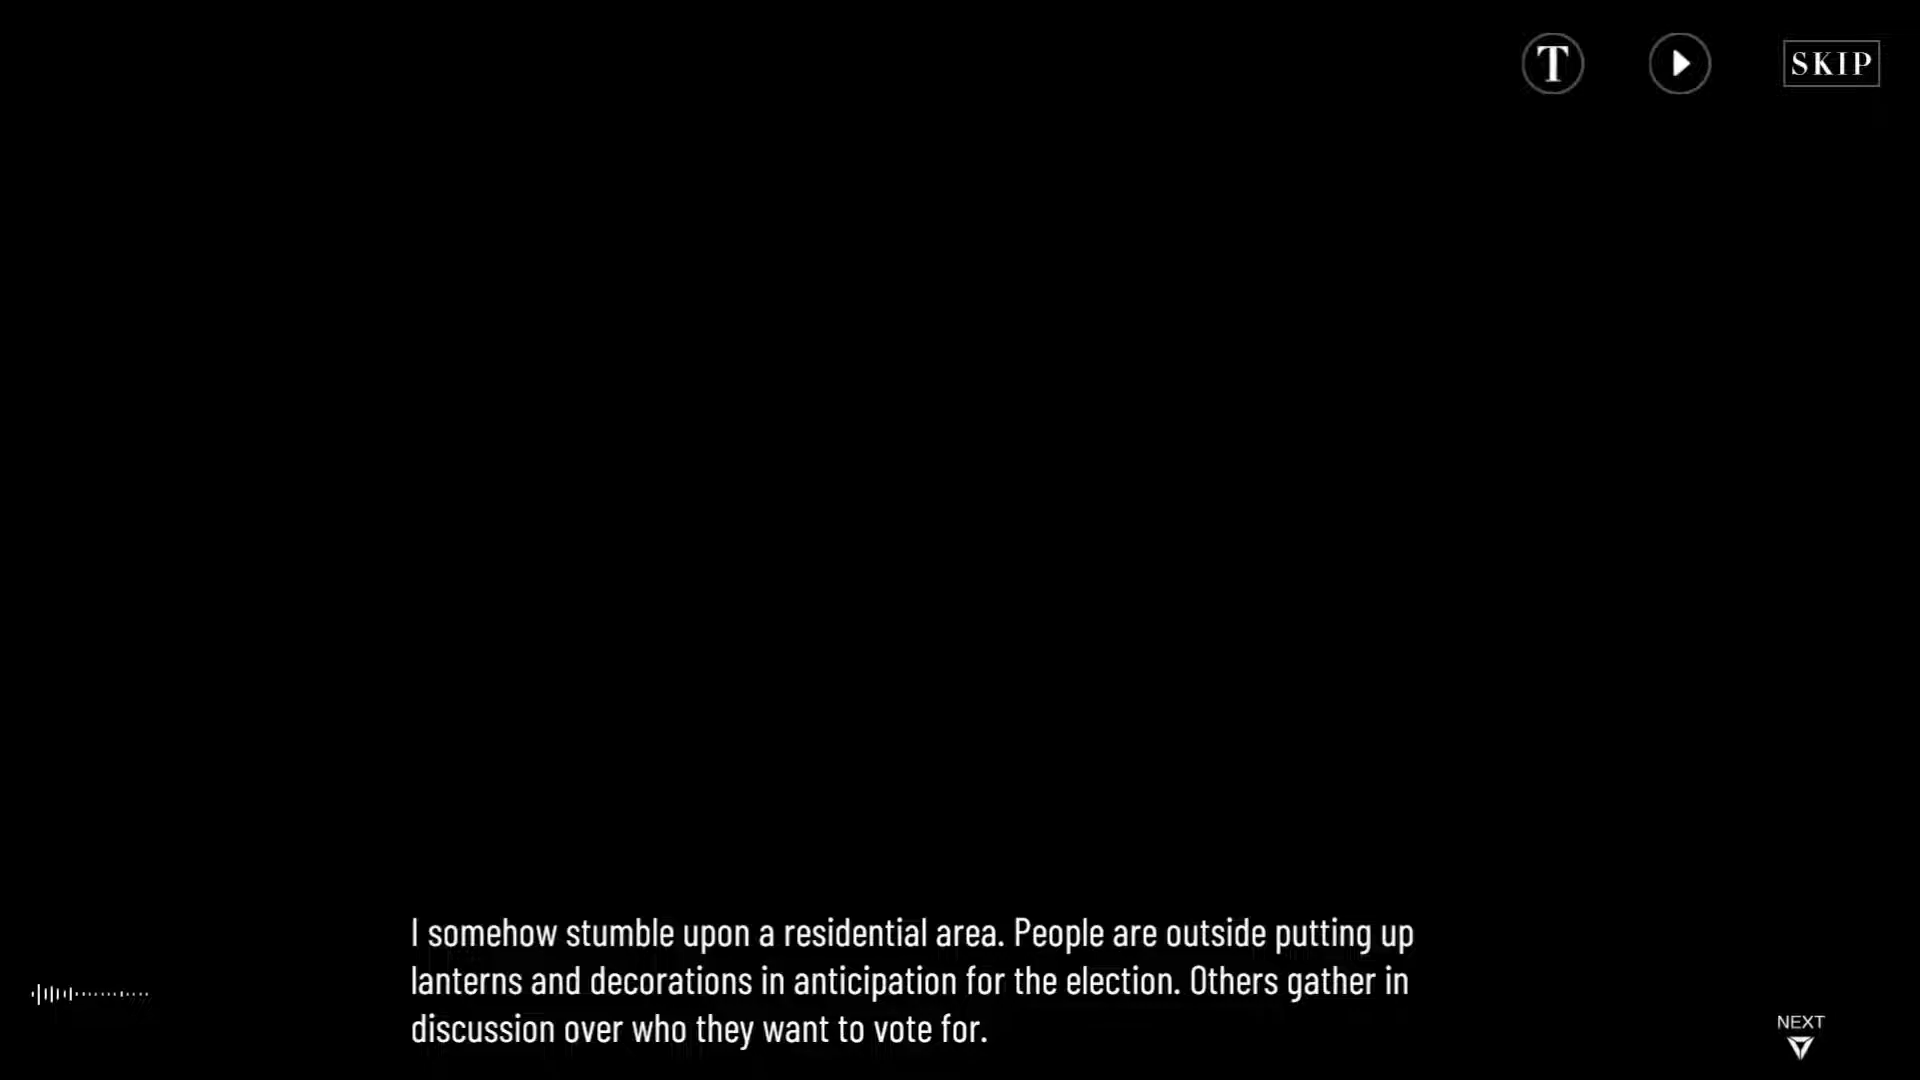 T
SKIP
I somehow stumble upon a residential area. People are outside putting up
lanterns and decorations in anticipation for the election. Others gather in
discussion over who they want to vote for.
NEXT